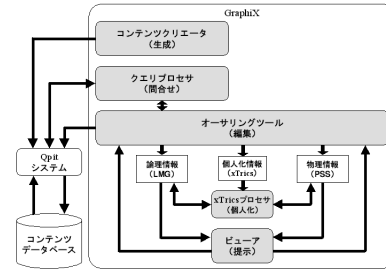 GraphiX
コンテンツクリエータ
（生成）
クエリプロセサ
（問合せ）
オーサリングツール
（編集）
Qpit
システム
論理情報
（LMG）
個人化情報
（xTrics）
物理情報
（PSS）
xTricsプロセサ
（個人化）
コンテンツ
データベース
ビューア
（提示）